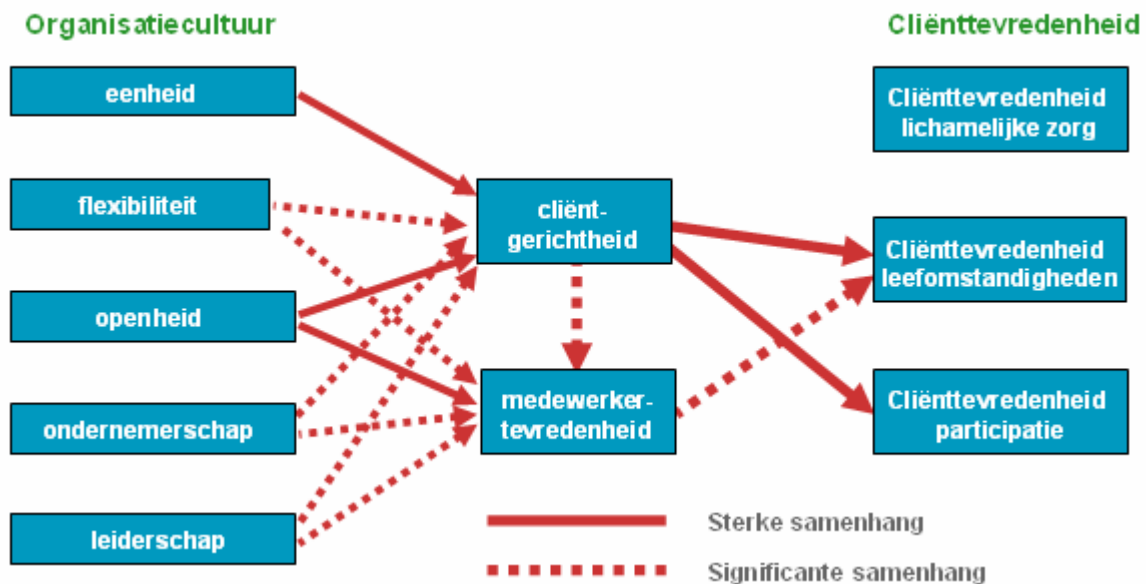 Organisatiecultuur
Cliënttevredenheid
eenheid
Cliënttevredenheid
lichamelijke zorg
flexibiliteit
cliënt-
gerichtheid
Cliënttevredenheid
leefomstandigheden
openheid
medewerker-
tevredenheid
Cliënttevredenheid
participatie
ondernemerschap
leiderschap
Sterke samenhang
Significante samenhang